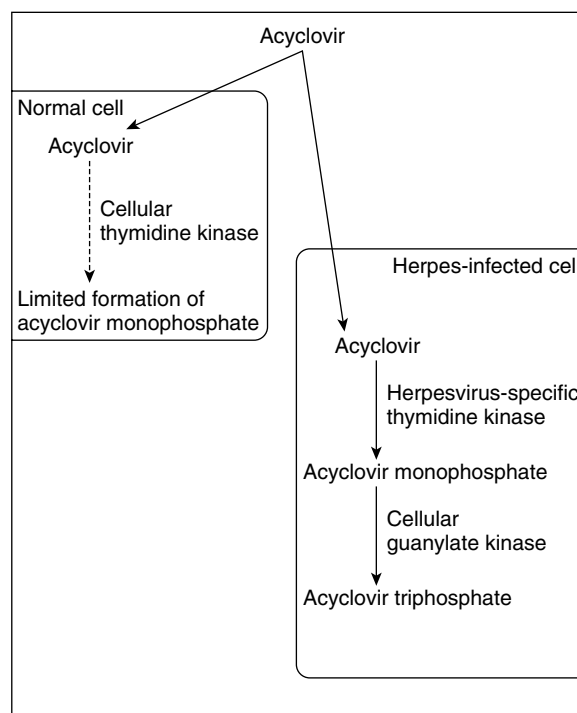 Acyclovir
Normal cell
Acyclovir
Cellular
thymidine kinase
Limited formation of
acyclovir monophosphate
Herpes-infected cell
Acyclovir
Herpesvirus-specific
thymidine kinase
Acyclovir monophosphate
Cellular
guanylate kinase
Acyclovir triphosphate